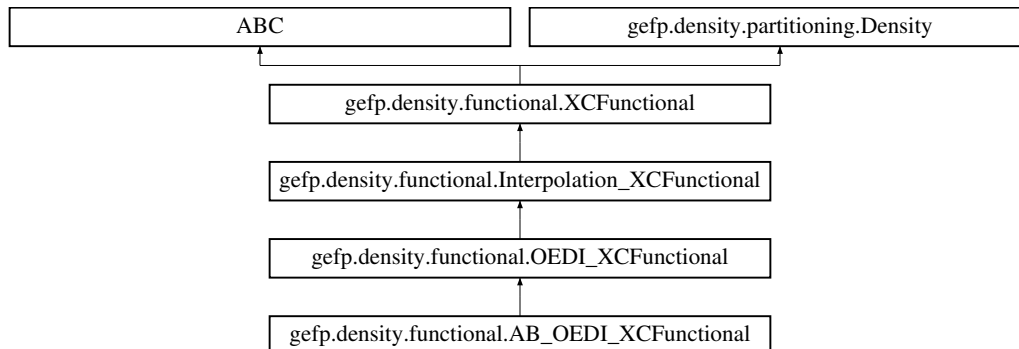 ABC
gefp.density.partitioning.Density
gefp.density.functional.XCFunctional
gefp.density.functional.Interpolation_XCFunctional
gefp.density.functional.OEDI_XCFunctional
gefp.density.functional.AB_OEDI_XCFunctional